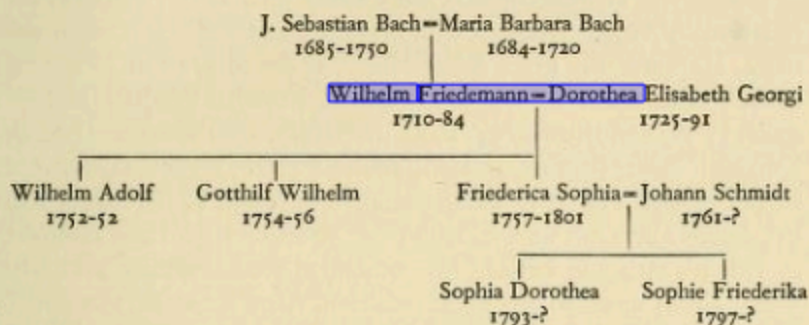 J. Sebastian Bach=Maria Barbara Bach
1685-1750 1684-1720
Wilhelm Friedemann=Dorothea Elisabeth Georgi
1710-84 1725-91
Wilhelm Adolf Gotthilf Wilhelm Friederica Sophia=Johann Schmidt
1752-52 1754-56 1757-1801 1761-?
Sophia Dorothea Sophie Friederika
1793-? 1797-?